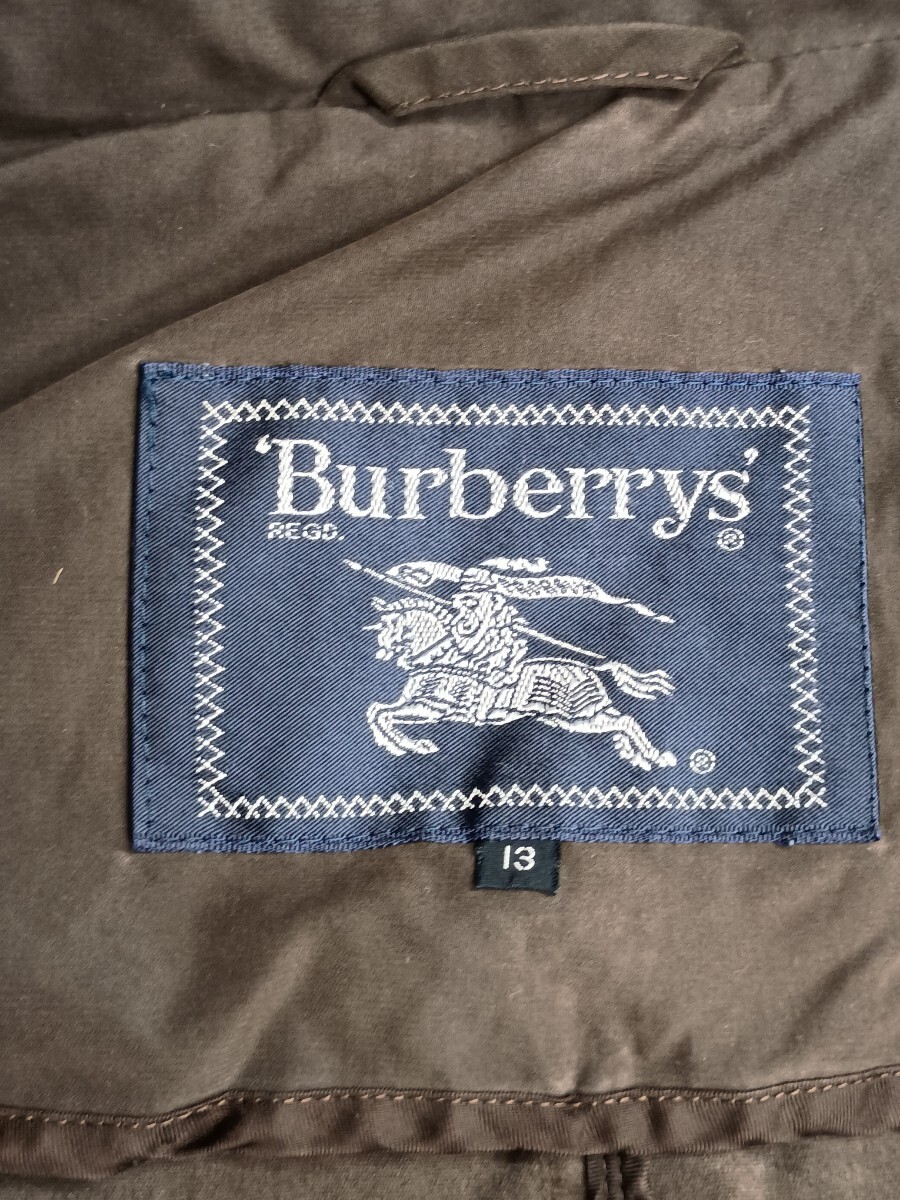 ‘Burberrys’
REGD. ®
®
13